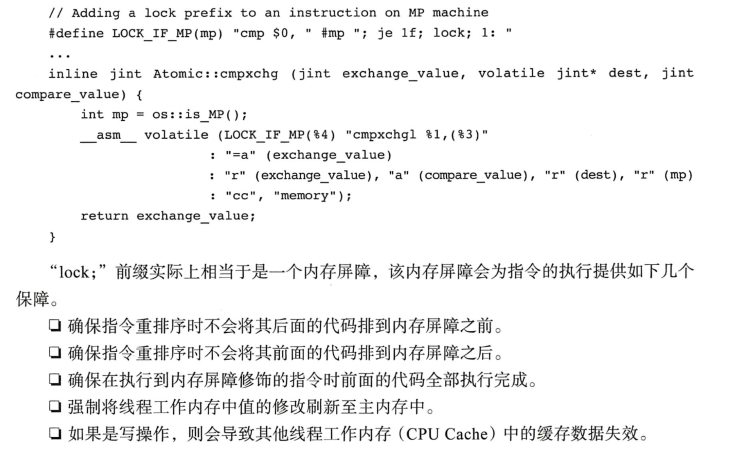 // Adding a lock prefix to an instruction on MP machine
#define LOCK_IF_MP(mp) "cmp $0, " #mp "; je 1f; lock; 1: "
...
inline jint Atomic::cmpxchg (jint exchange_value, volatile jint* dest, jint
compare_value) {
int mp = os::is_MP();
__asm__ volatile (LOCK_IF_MP(%4) "cmpxchgl %1,(%3)"
: "=a" (exchange_value)
: "r" (exchange_value), "a" (compare_value), "r" (dest), "r" (mp)
: "cc", "memory");
return exchange_value;
}
“lock;”前缀实际上相当于是一个内存屏障，该内存屏障会为指令的执行提供如下几个
保障。
❏ 确保指令重排序时不会将其后面的代码排到内存屏障之前。
❏ 确保指令重排序时不会将其前面的代码排到内存屏障之后。
❏ 确保在执行到内存屏障修饰的指令时前面的代码全部执行完成。
❏ 强制将线程工作内存中值的修改刷新至主内存中。
❏ 如果是写操作，则会导致其他线程工作内存（CPU Cache）中的缓存数据失效。